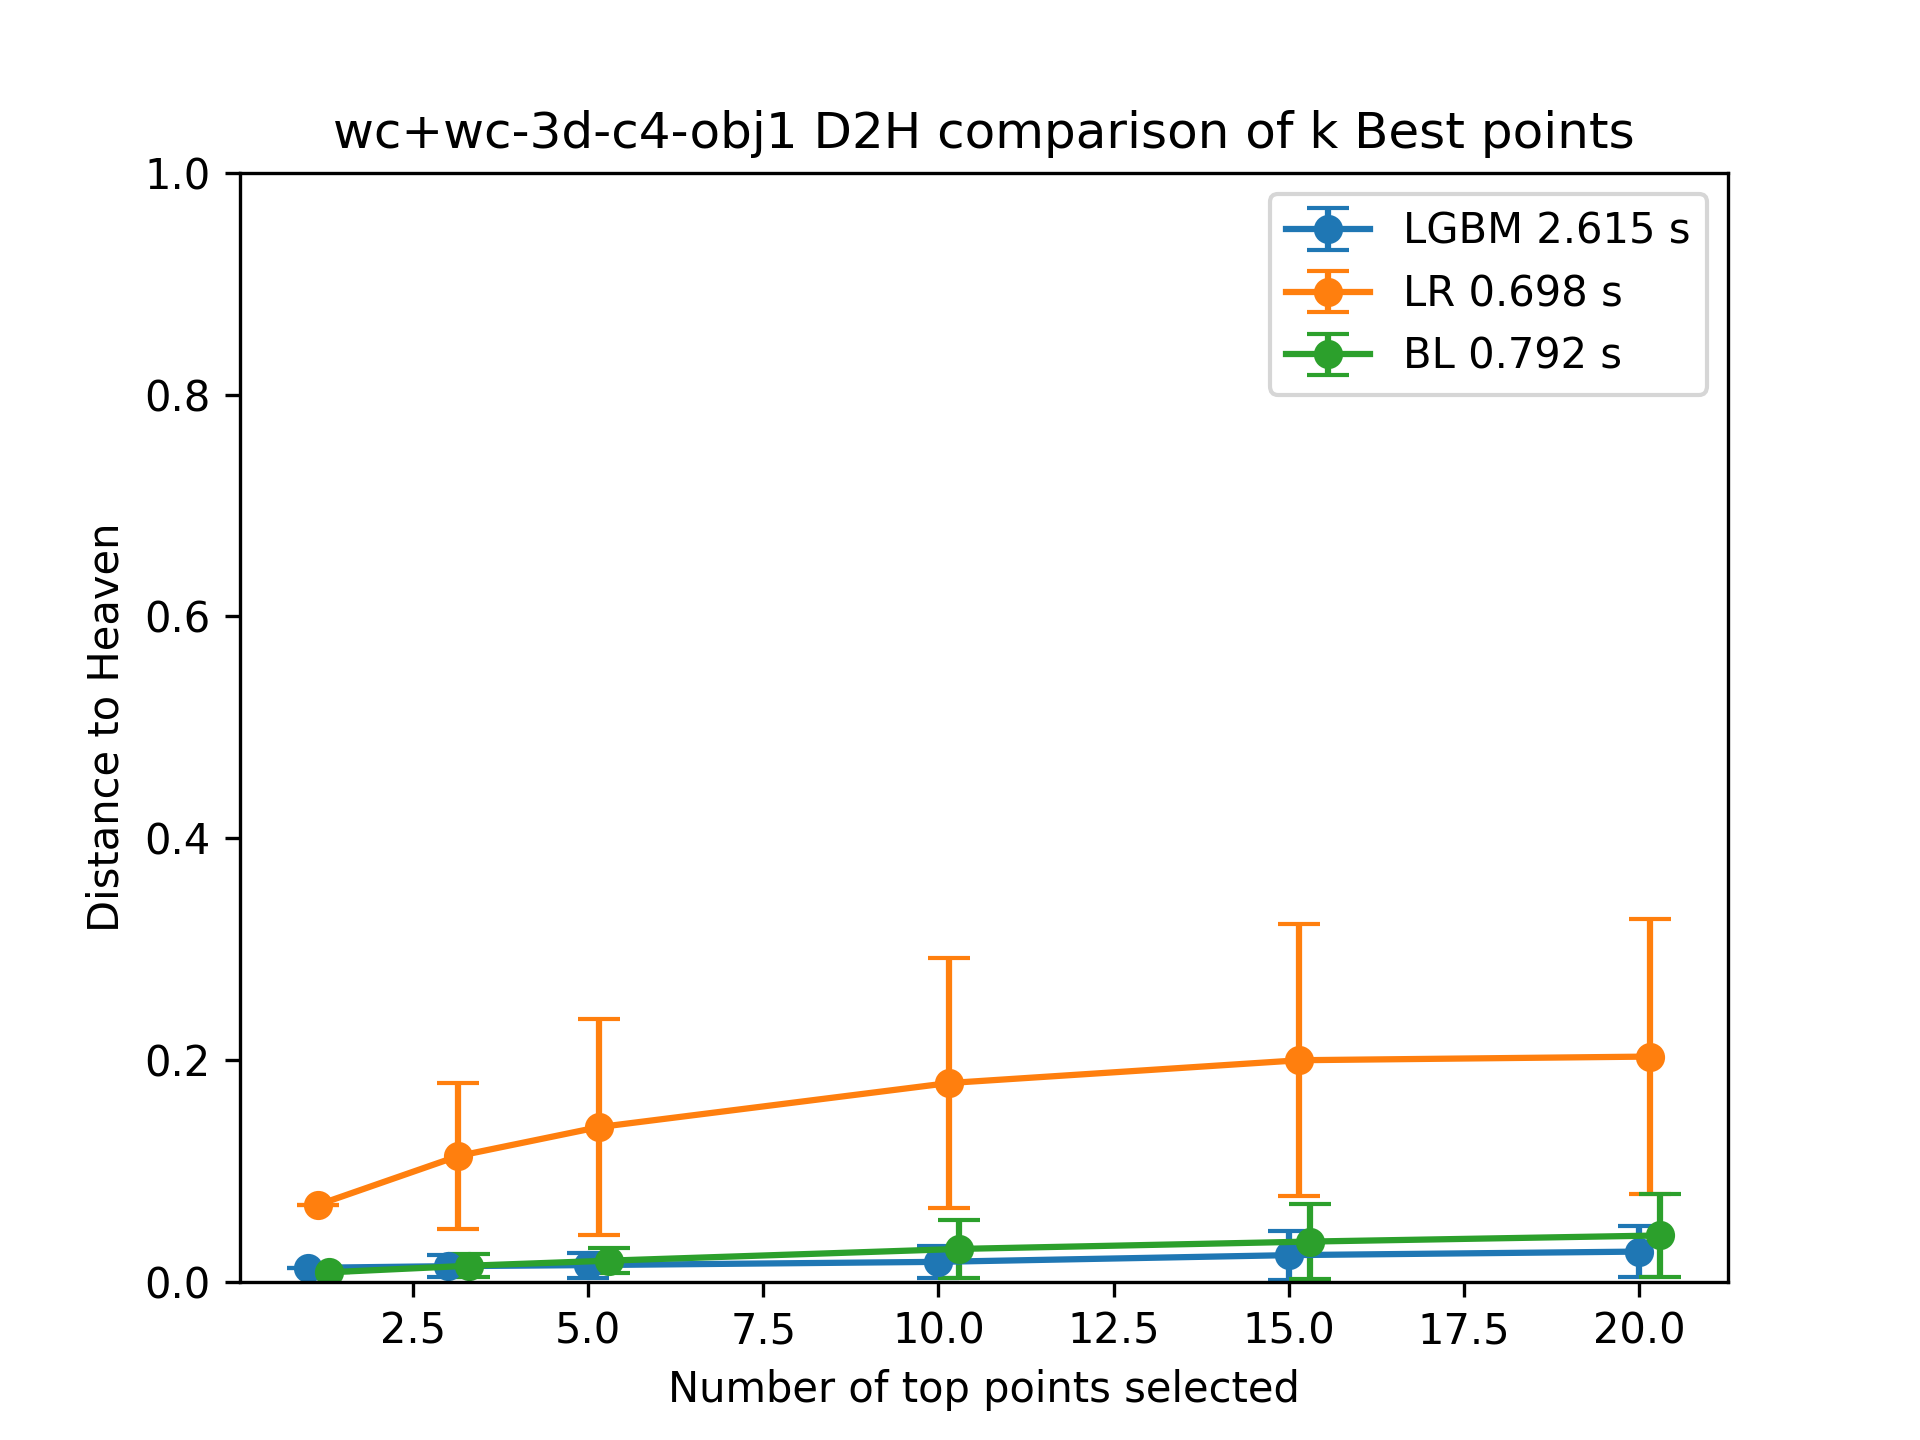 wc+wc-3d-c4-obj1 D2H comparison of k Best points
1.0
0.8
0.6
0.4
0.2
0.0
Distance to Heaven
LGBM 2.615 s
LR 0.698 s
BL 0.792 s
2.5 5.0 7.5 10.0 12.5 15.0 17.5 20.0
Number of top points selected